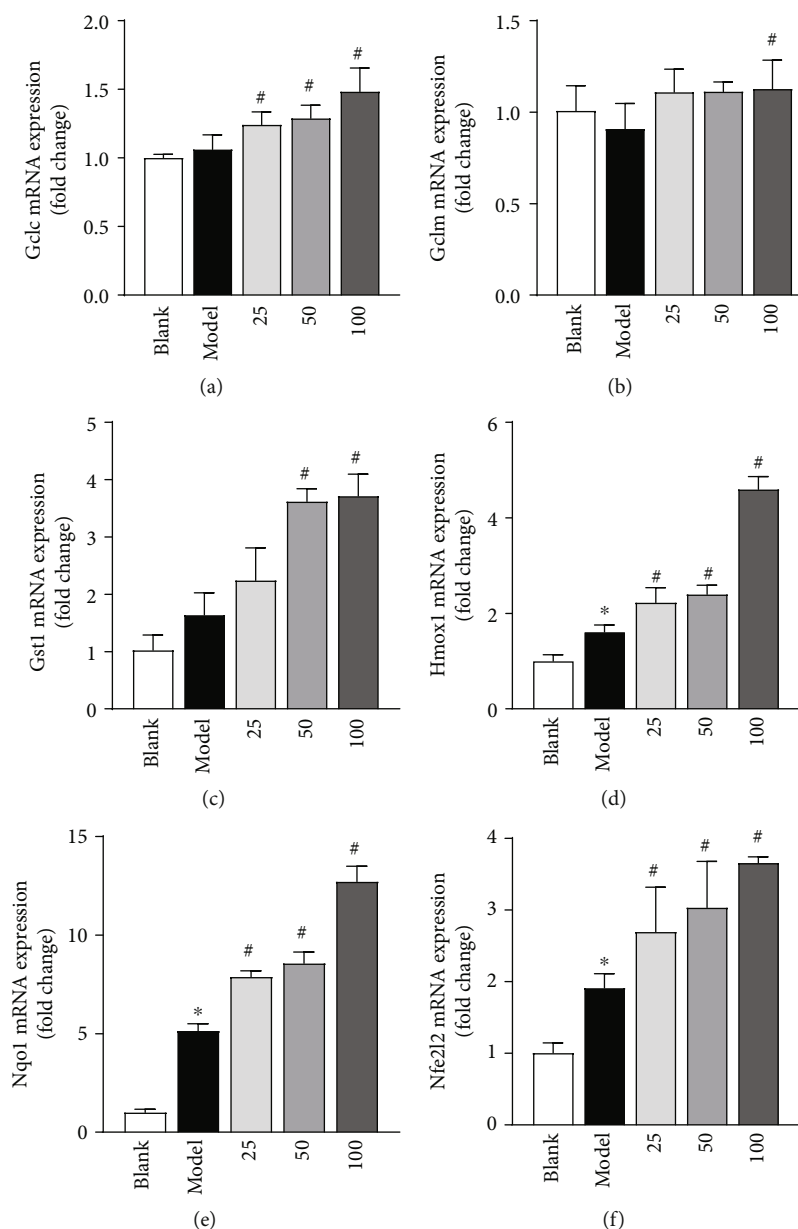 2.0
1.5
1.0
0.5
0.0
Gclc mRNA expression
(fold change)
#
#
#
Blank
Model
25
50
100
(a)
1.5
1.0
0.5
0.0
Gclm mRNA expression
(fold change)
#
Blank
Model
25
50
100
(b)
5
4
3
2
1
0
Gst1 mRNA expression
(fold change)
#
#
Blank
Model
25
50
100
(c)
6
4
2
0
Hmox1 mRNA expression
(fold change)
*
#
#
#
Blank
Model
25
50
100
(d)
15
10
5
0
Nqo1 mRNA expression
(fold change)
*
#
#
#
Blank
Model
25
50
100
(e)
4
3
2
1
0
Nfe2l2 mRNA expression
(fold change)
*
#
#
#
Blank
Model
25
50
100
(f)